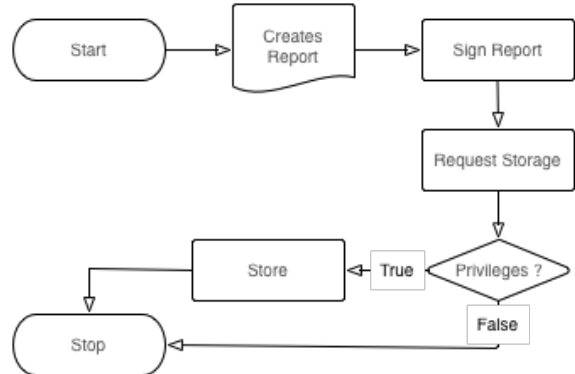 Start
Creates
Report
Sign Report
Request Storage
Privileges ?
True
Store
False
Stop